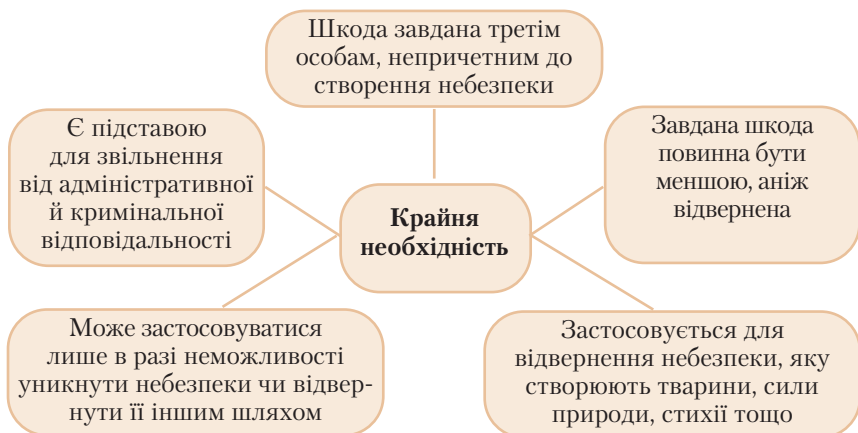 Шкода завдана третім
особам, непричетним до
створення небезпеки
Є підставою
для звільнення
від адміністративної
й кримінальної
відповідальності
Завдана шкода
повинна бути
меншою, аніж
відвернена
Крайня
необхідність
Може застосовуватися
лише в разі неможливості
уникнути небезпеки чи відвер-
нути її іншим шляхом
Застосовується для
відвернення небезпеки, яку
створюють тварини, сили
природи, стихії тощо